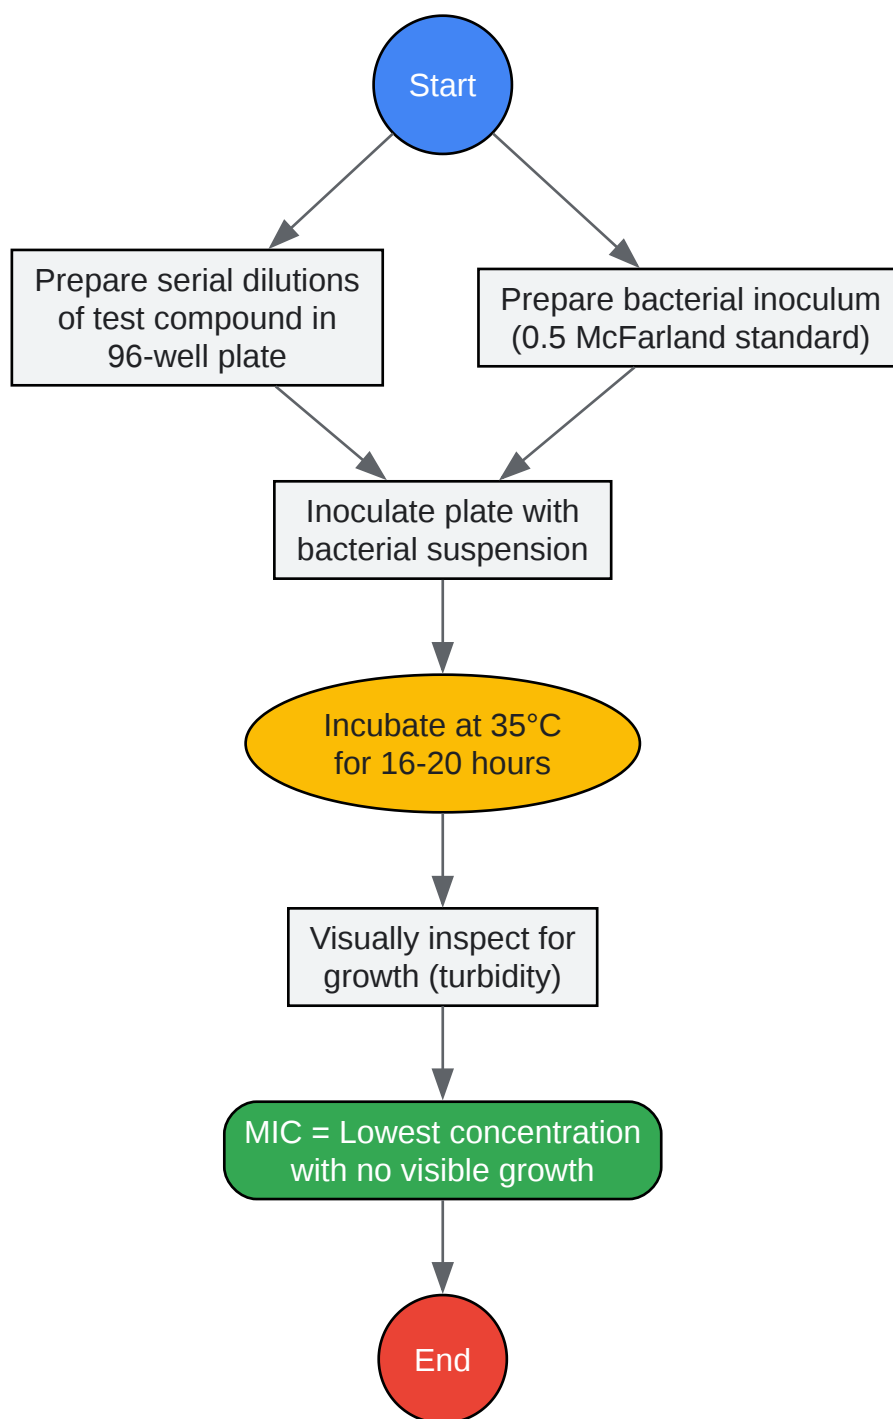 Start
Prepare serial dilutions
of test compound in
96-well plate
Prepare bacterial inoculum
(0.5 McFarland standard)
Inoculate plate with
bacterial suspension
Incubate at 35°C
for 16-20 hours
Visually inspect for
growth (turbidity)
MIC = Lowest concentration
with no visible growth
End